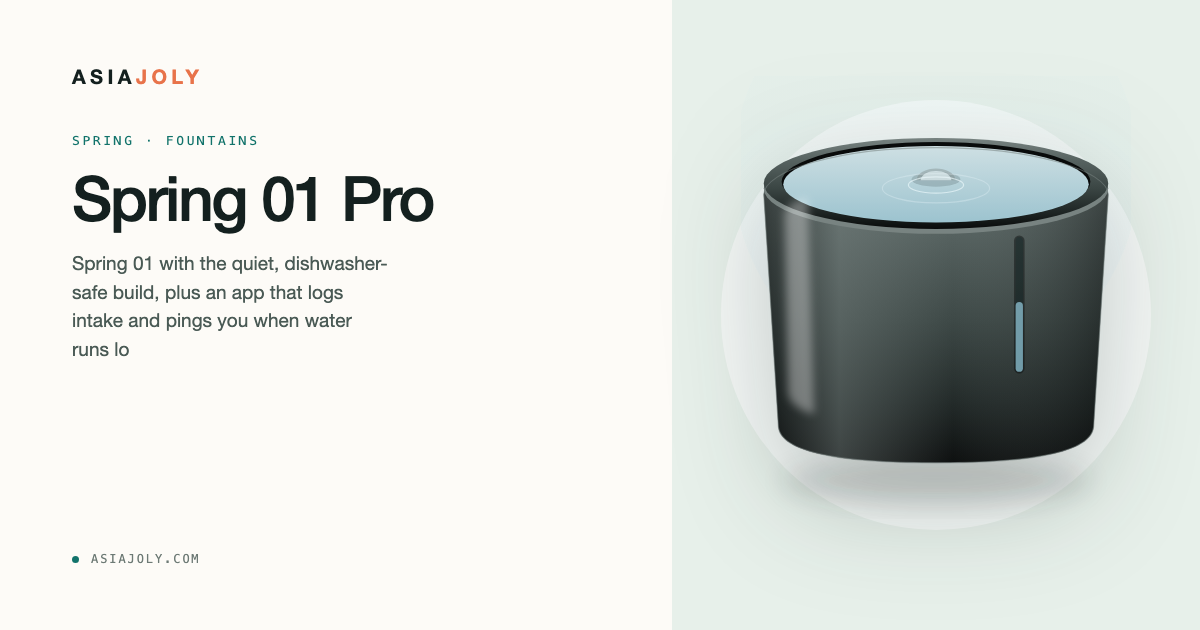 ASIAJOLY
SPRING · FOUNTAINS
Spring 01 Pro
Spring 01 with the quiet, dishwasher-
safe build, plus an app that logs
intake and pings you when water
runs lo
ASIAJOLY.COM